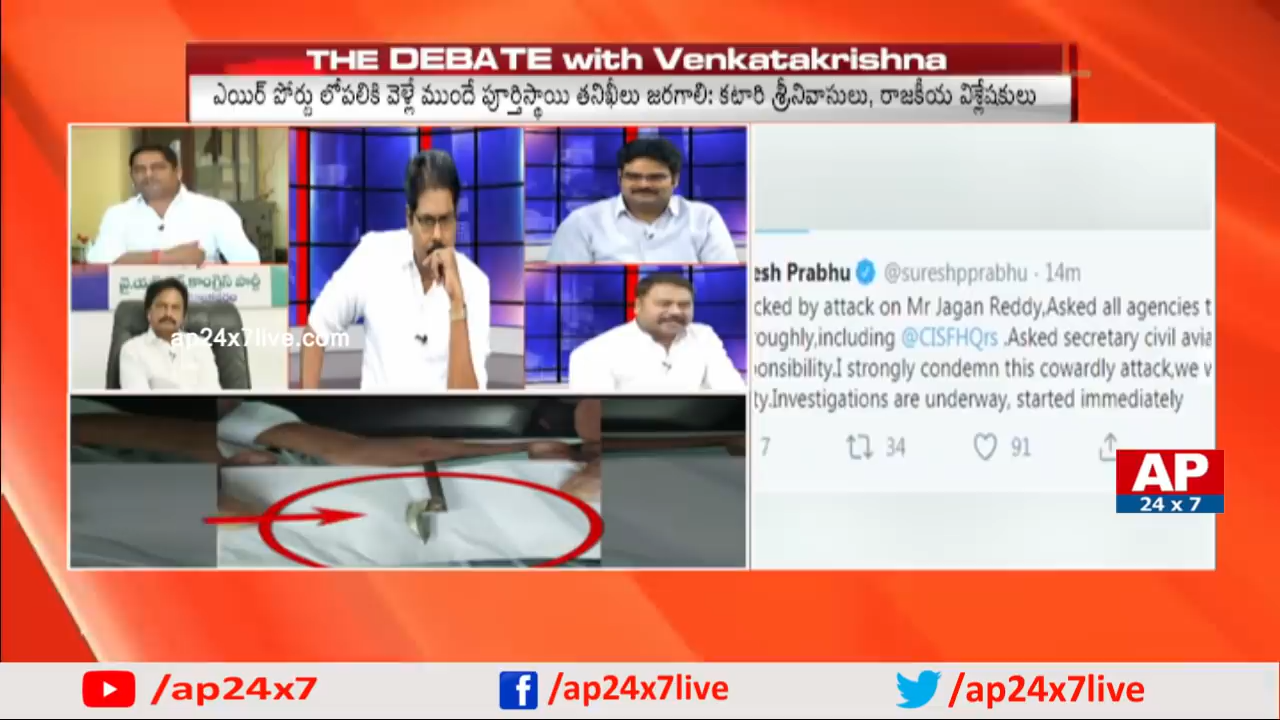 THE DEBATE with Venkatakrishna
ఎయిర్ పోర్టు లోపలికి వెళ్లే ముందే పూర్తిస్థాయి తనిఖీలు జరగాలి: కటారి శ్రీనివాసులు, రాజకీయ విశ్లేషకులు
కాంగ్రెస్ పార్టీ
ap24x7live.com
esh Prabhu @sureshpprabhu · 14m
cked by attack on Mr Jagan Reddy,Asked all agencies t
oughly,including @CISFHQrs .Asked secretary civil avia
onsibility.I strongly condemn this cowardly attack,we v
ty.Investigations are underway, started immediately
7 34 91
AP
24 x 7
/ap24x7 /ap24x7live /ap24x7live